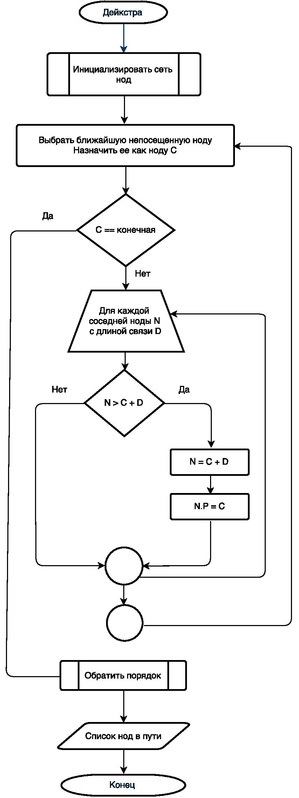 Дейкстра
Инициализировать сеть
нод
Выбрать ближайшую непосещенную ноду
Назначить ее как ноду С
Да
С == конечная
Нет
Для каждой
соседней ноды N
с длиной связи D
Нет
N > C + D
Да
N = C + D
N.P = C
Обратить порядок
Список нод в пути
Конец